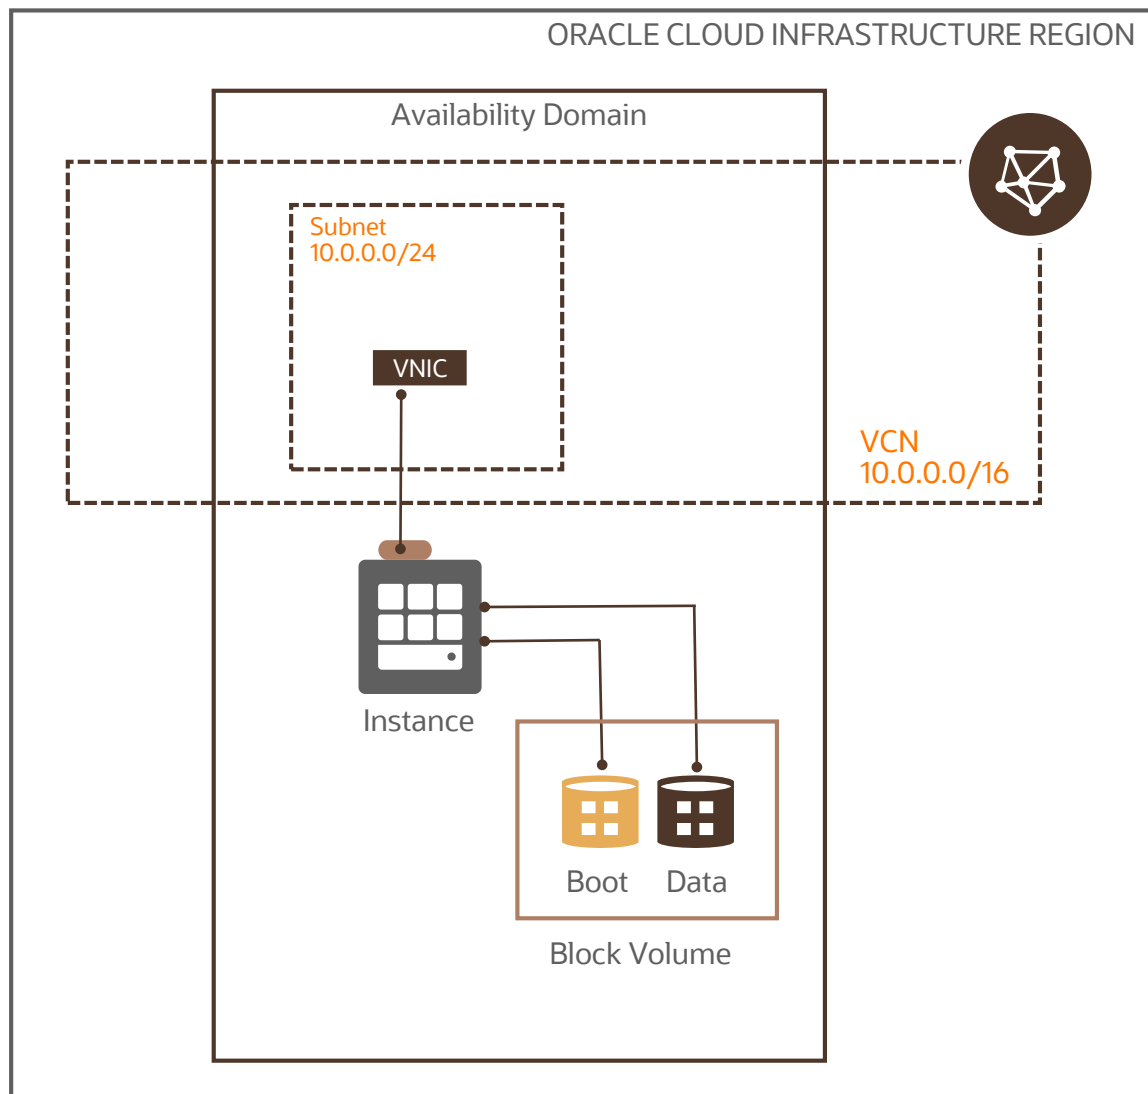 ORACLE CLOUD INFRASTRUCTURE REGION
Availability Domain
Subnet
10.0.0.0/24
VNIC
VCN
10.0.0.0/16
Instance
Boot
Data
Block Volume